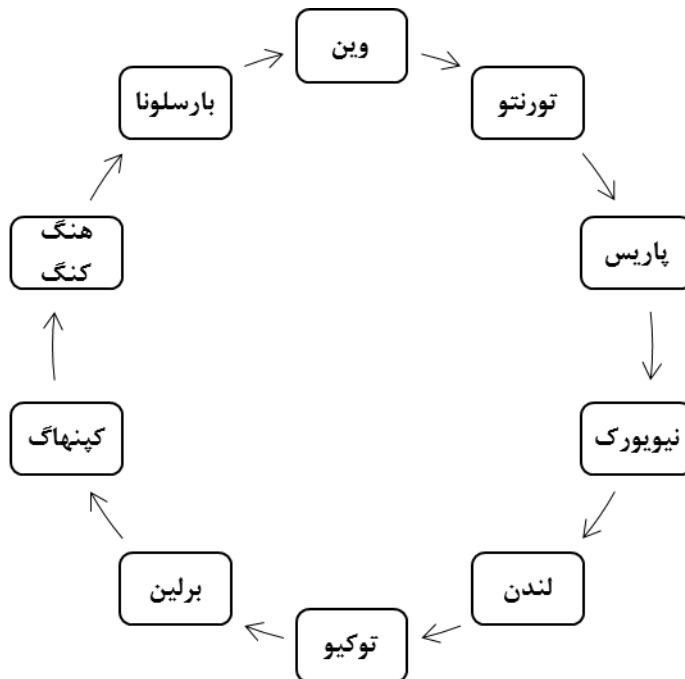 وین
تورنتو
پاریس
نیویورک
لندن
توکیو
برلین
کپنهاگ
هنگ
کنگ
بارسلونا